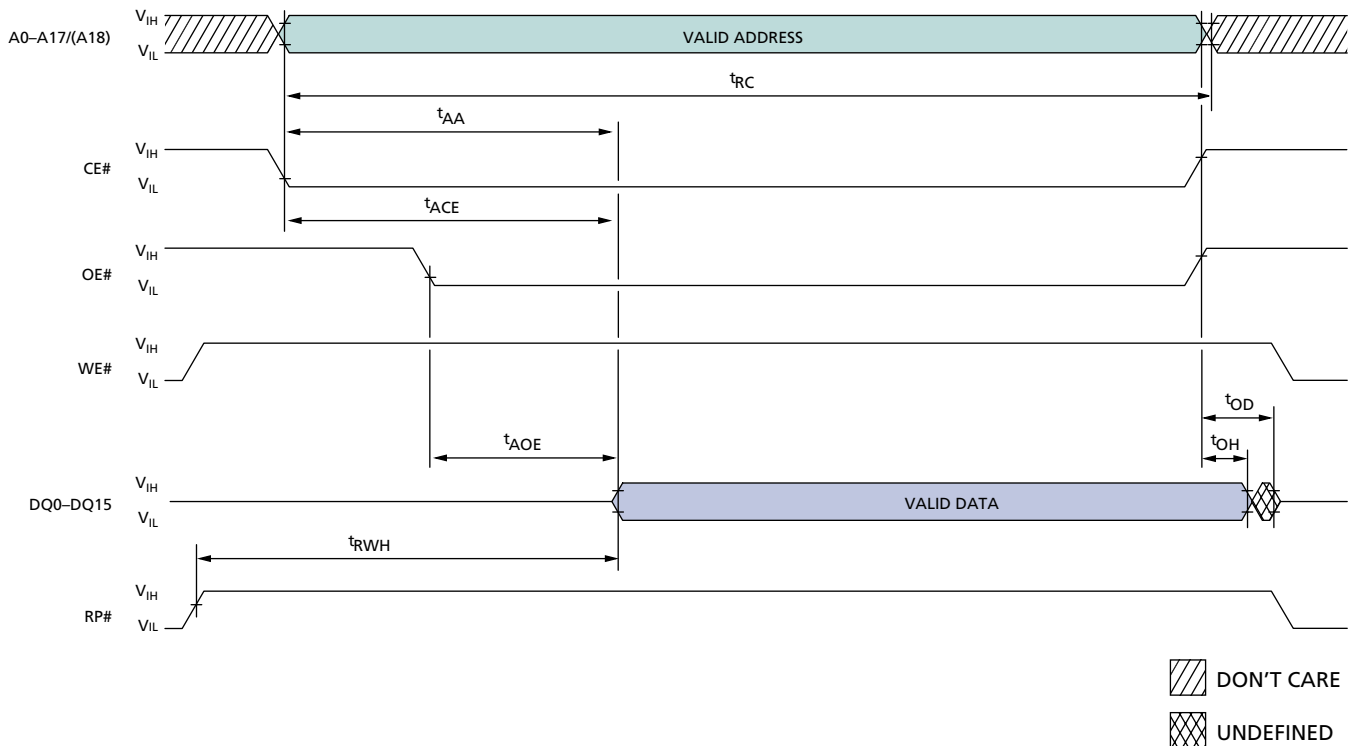 A0–A17/(A18)
VIH
VIL
VALID ADDRESS
tRC
tAA
CE#
VIH
VIL
tACE
OE#
VIH
VIL
WE#
VIH
VIL
tOD
tAOE
tOH
DQ0–DQ15
VIH
VIL
VALID DATA
tRWH
RP#
VIH
VIL
DON'T CARE
UNDEFINED